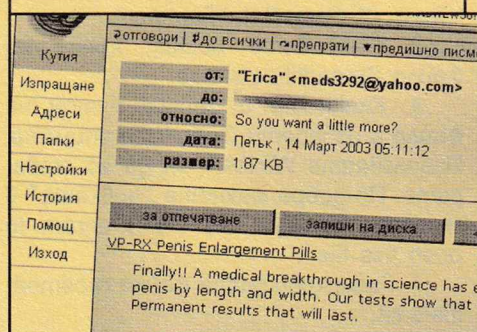 отговори | до всички | препрати | предишно писмо
Кутия
Изпращане
Адреси
Папки
Настройки
История
Помощ
Изход
от: "Erica" <meds3292@yahoo.com>
до:
относно: So you want a little more?
дата: Петък , 14 Март 2003 05:11:12
размер: 1.87 KB
за отпечатване запиши на диска
VP-RX Penis Enlargement Pills
Finally!! A medical breakthrough in science has
penis by length and width. Our tests show that
Permanent results that will last.